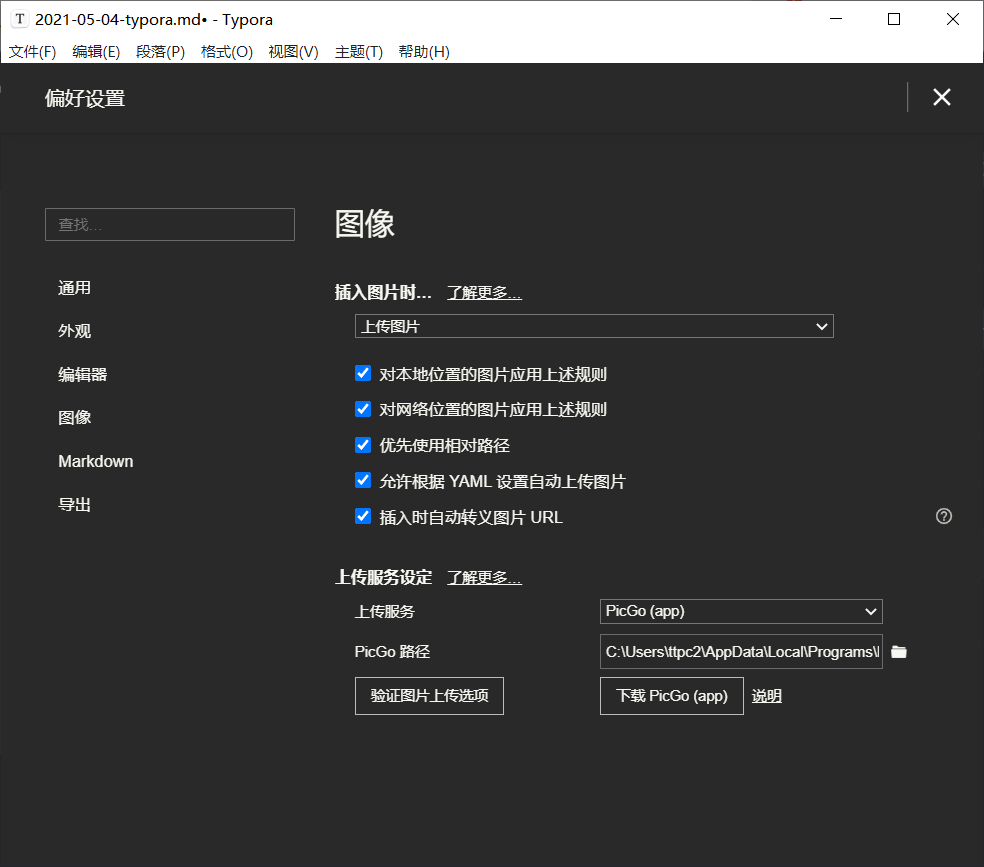 T 2021-05-04-typora.md• - Typora
文件(F) 编辑(E) 段落(P) 格式(O) 视图(V) 主题(T) 帮助(H)
偏好设置
查找...
通用
外观
编辑器
图像
Markdown
导出
图像
插入图片时... 了解更多...
上传图片
对本地位置的图片应用上述规则
对网络位置的图片应用上述规则
优先使用相对路径
允许根据 YAML 设置自动上传图片
插入时自动转义图片 URL
上传服务设定 了解更多...
上传服务 PicGo (app)
PicGo 路径 C:\Users\ttpc2\AppData\Local\Programs\
验证图片上传选项 下载 PicGo (app) 说明